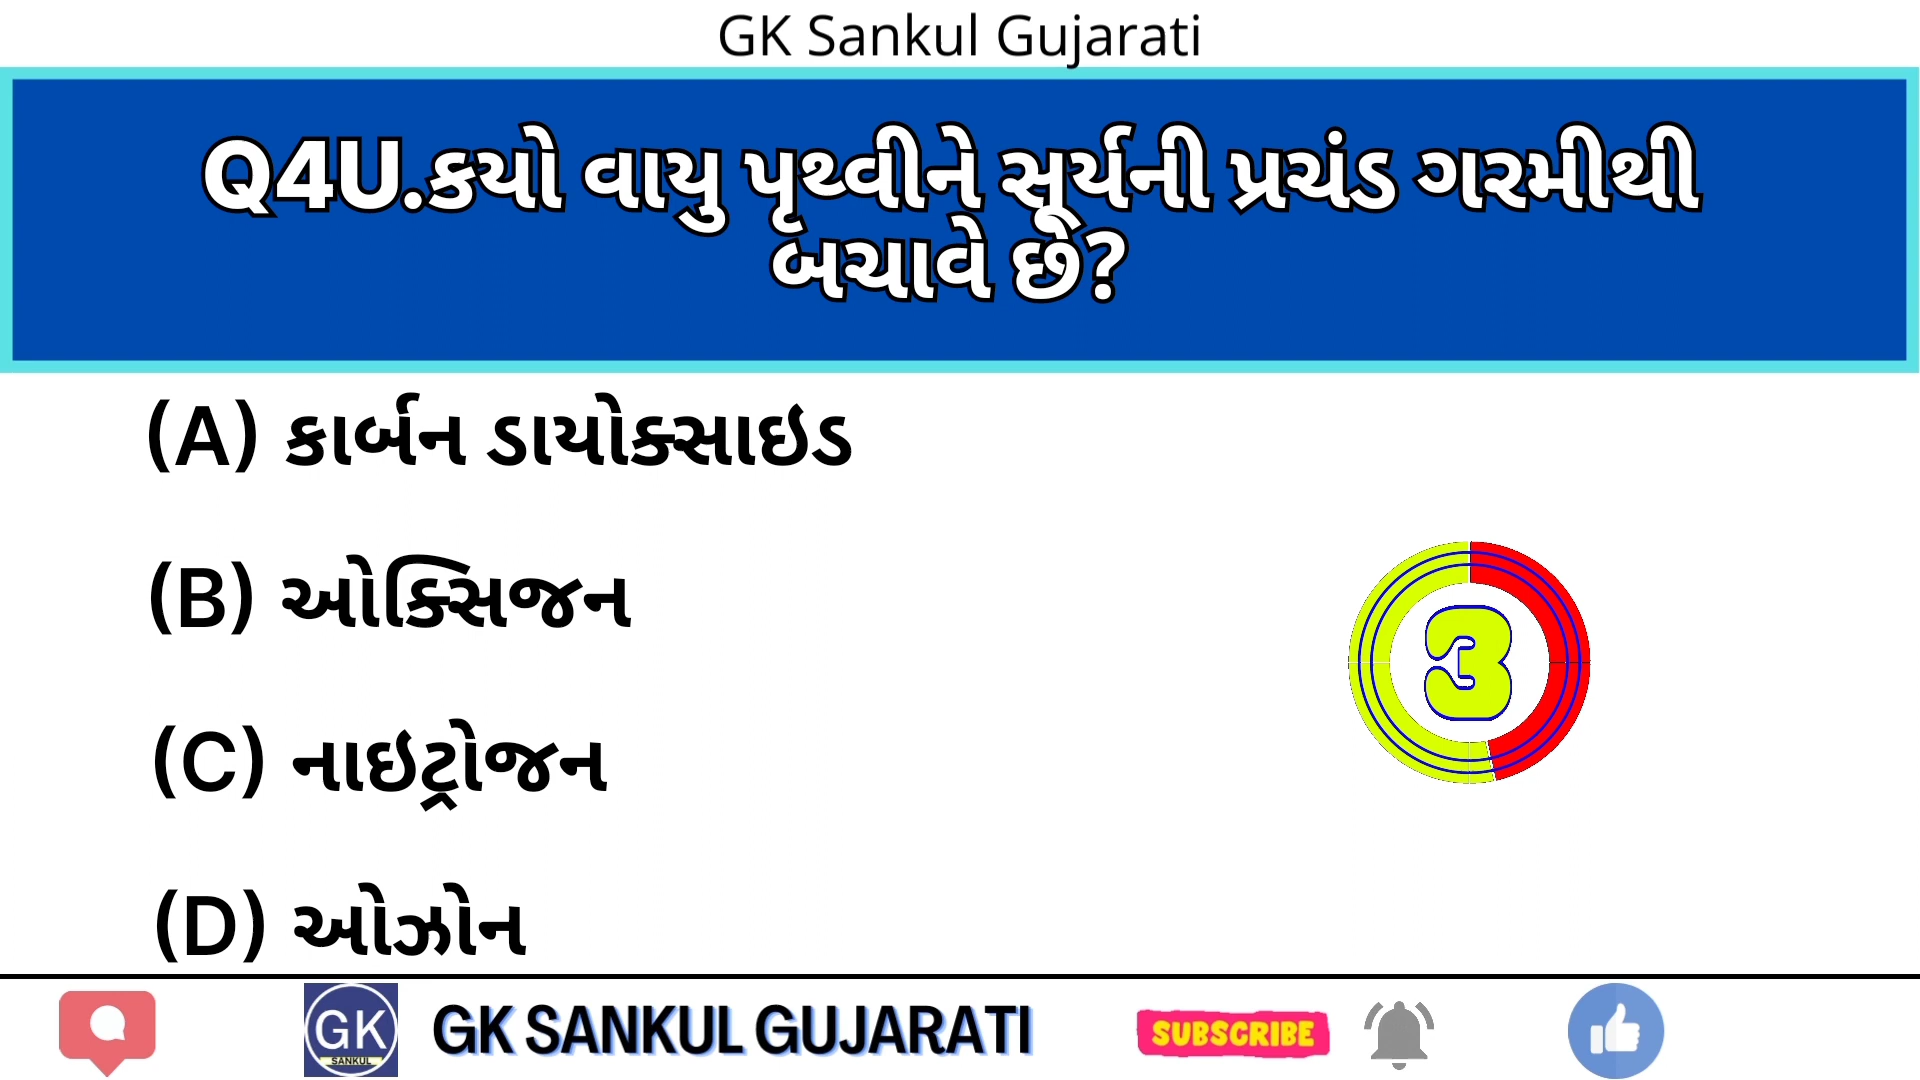 GK Sankul Gujarati
Q4U.કયો વાયુ પૃથ્વીને સૂર્યની પ્રચંડ ગરમીથી
બચાવે છે?
(A) કાર્બન ડાયોક્સાઇડ
(B) ઓક્સિજન
3
(C) નાઇટ્રોજન
(D) ઓઝોન
GK
SANKUL
GK SANKUL GUJARATI
SUBSCRIBE